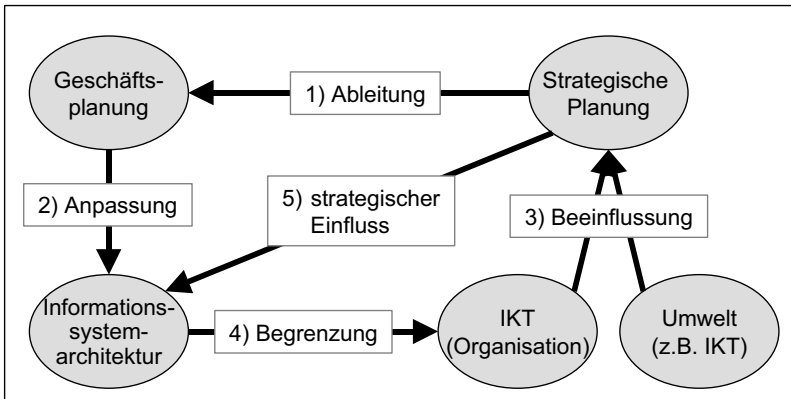 Geschäfts-
planung
1) Ableitung
Strategische
Planung
2) Anpassung
5) strategischer
Einfluss
3) Beeinflussung
Informations-
system-
architektur
4) Begrenzung
IKT
(Organisation)
Umwelt
(z.B. IKT)